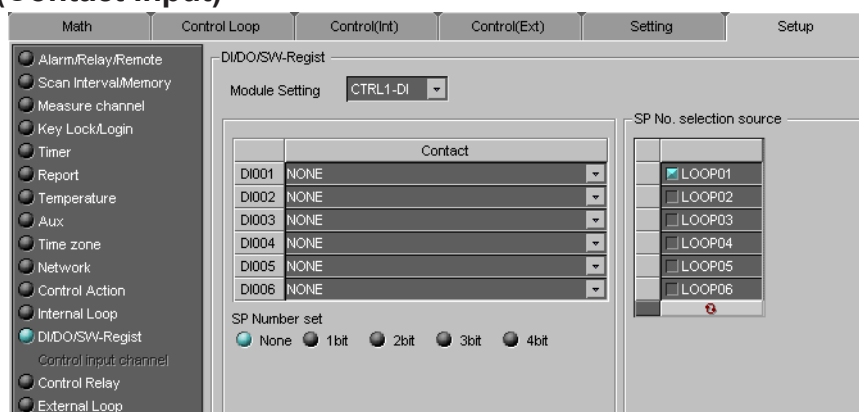 (Contact Input)
Math
Control Loop
Control(Int)
Control(Ext)
Setting
Setup
Alarm/Relay/Remote
Scan Interval/Memory
Measure channel
Key Lock/Login
Timer
Report
Temperature
Aux
Time zone
Network
Control Action
Internal Loop
DI/DO/SW-Regist
Control input channel
Control Relay
External Loop
DI/DO/SW-Regist
Module Setting CTRL1-DI
Contact
DI001 NONE
DI002 NONE
DI003 NONE
DI004 NONE
DI005 NONE
DI006 NONE
SP Number set
None 1bit 2bit 3bit 4bit
SP No. selection source
LOOP01
LOOP02
LOOP03
LOOP04
LOOP05
LOOP06